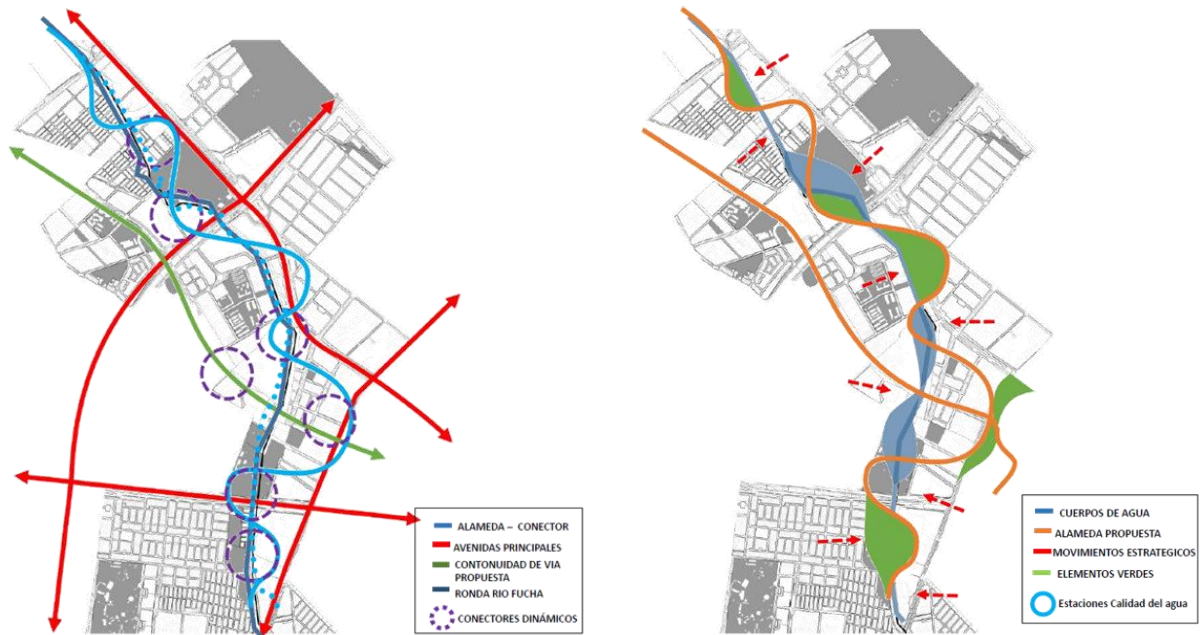 ALAMEDA – CONECTOR
AVENIDAS PRINCIPALES
CONTONUIDAD DE VIA
PROPUESTA
RONDA RIO FUCHA
CONECTORES DINÁMICOS
CUERPOS DE AGUA
ALAMEDA PROPUESTA
MOVIMIENTOS ESTRATEGICOS
ELEMENTOS VERDES
Estaciones Calidad del agua